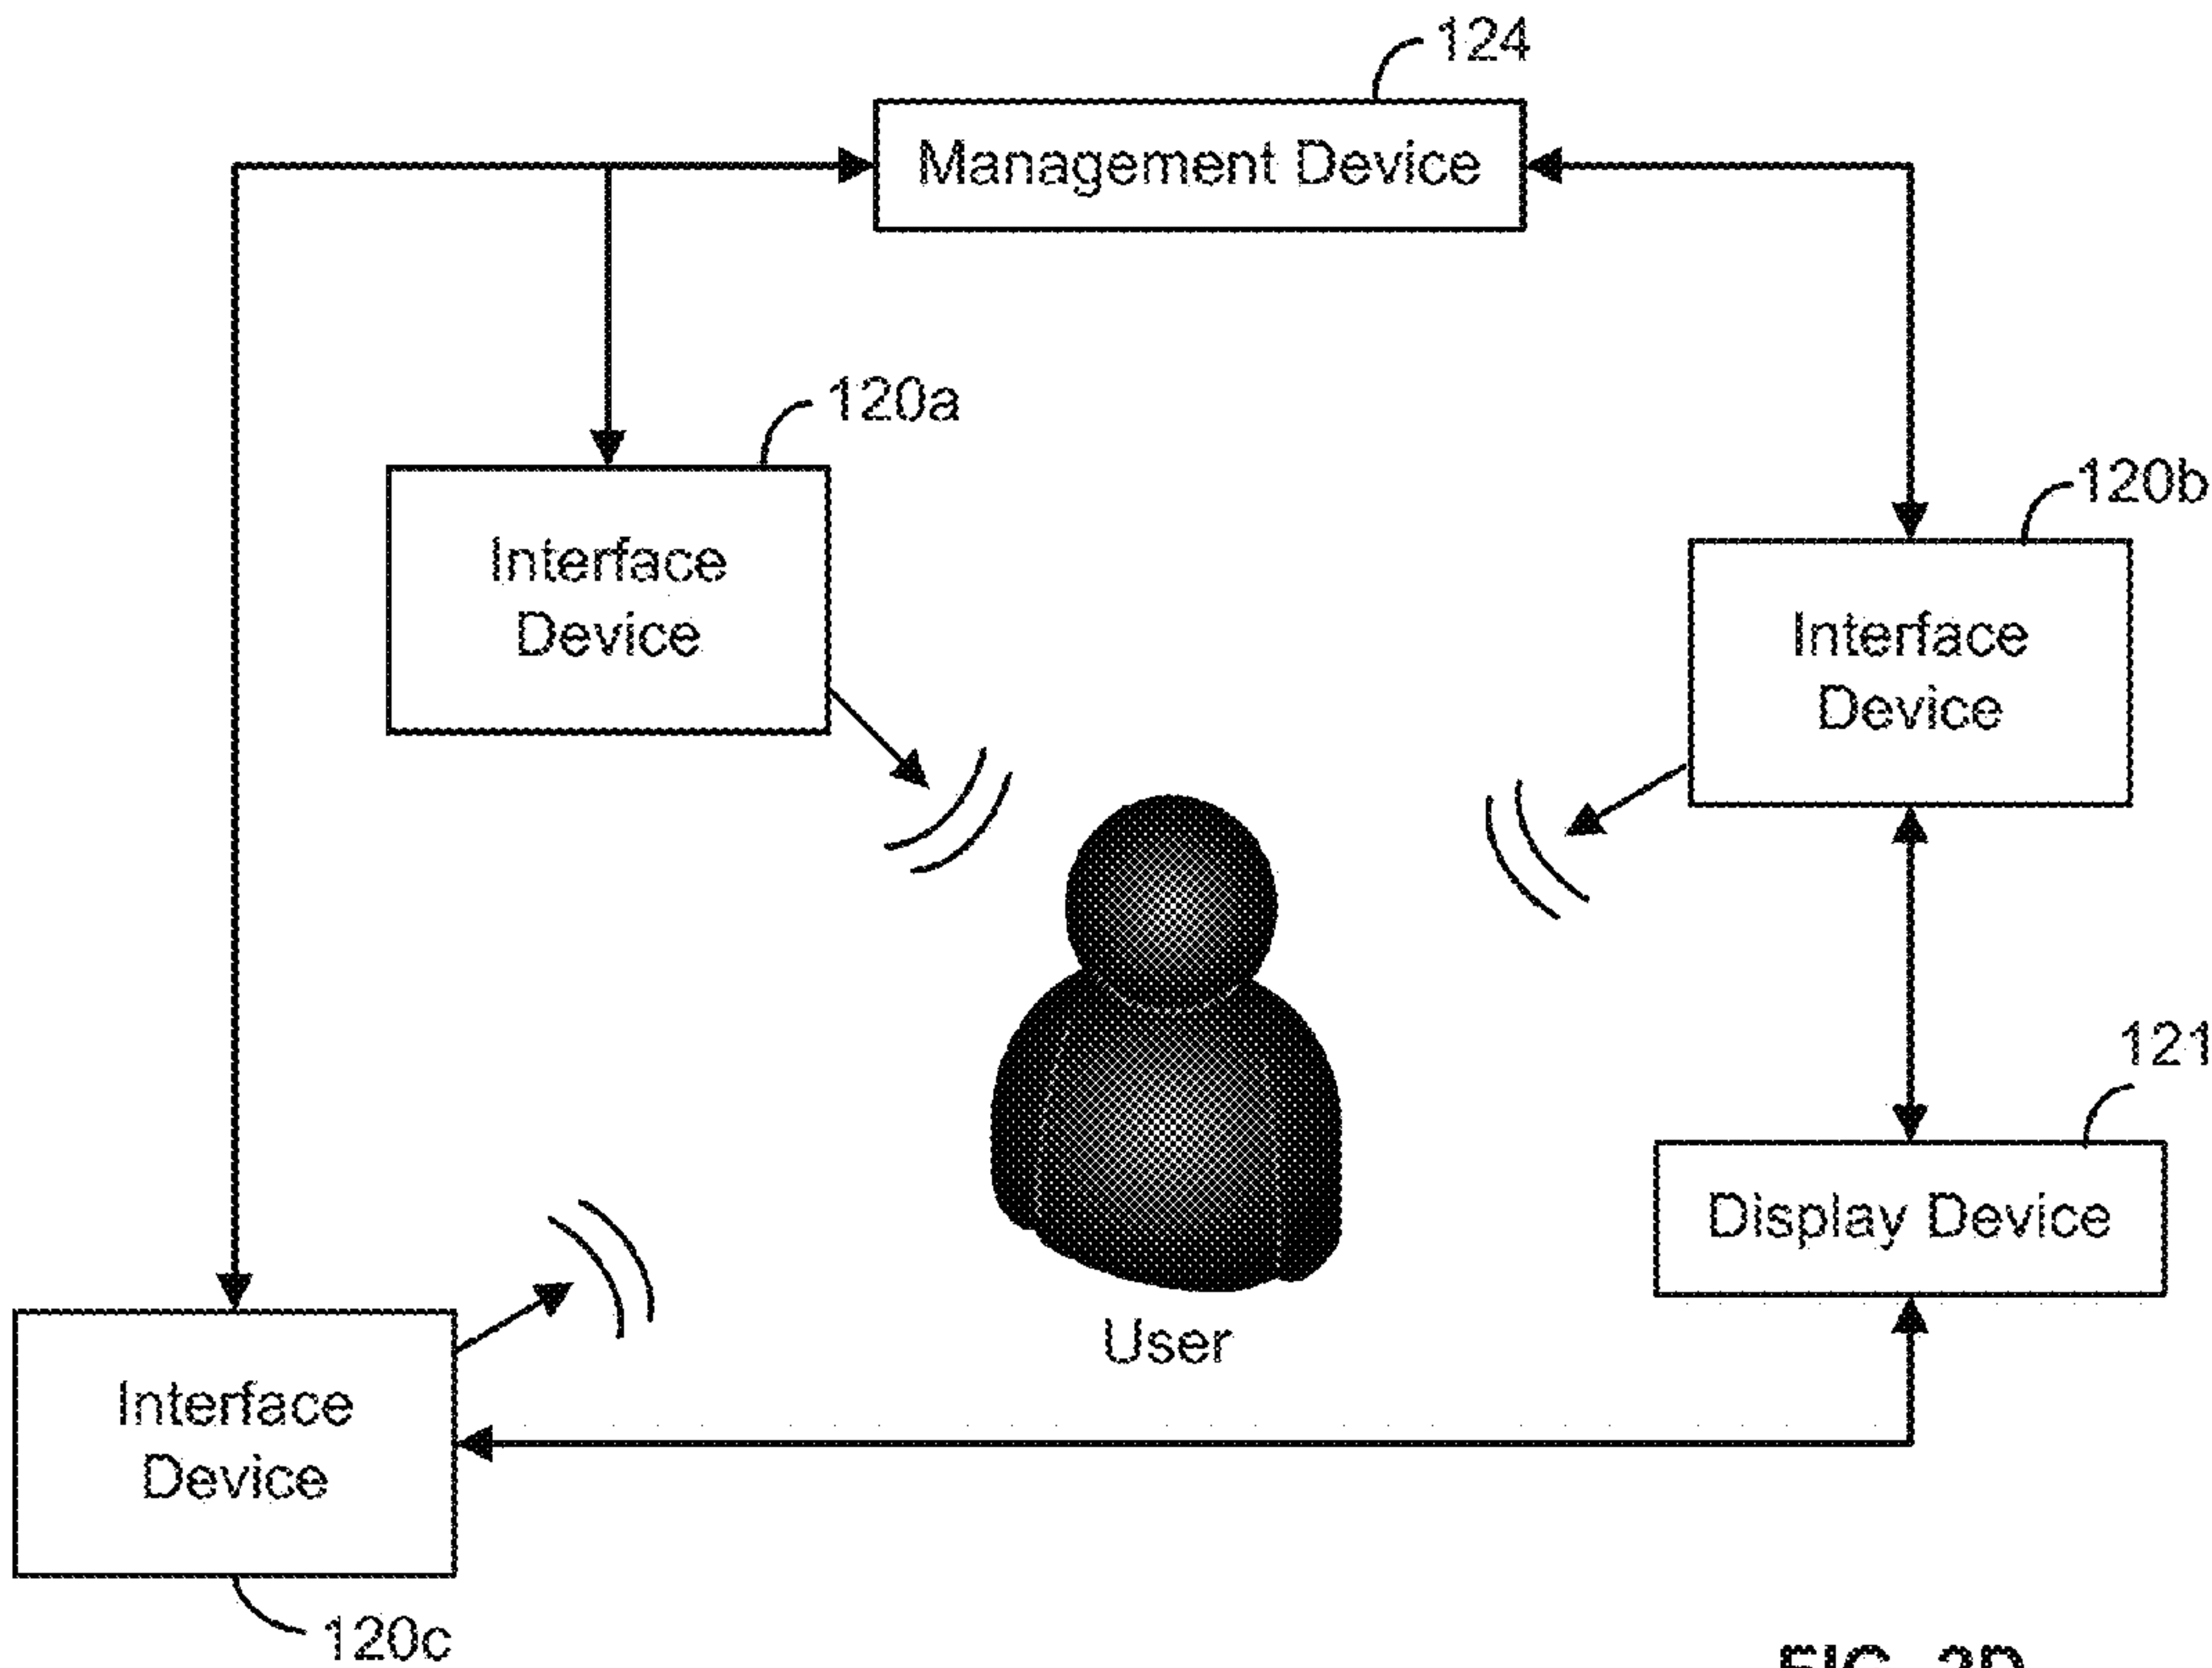 124
Management Device
120a
Interface
Device
120b
Interface
Device
121
Display Device
User
Interface
Device
120c